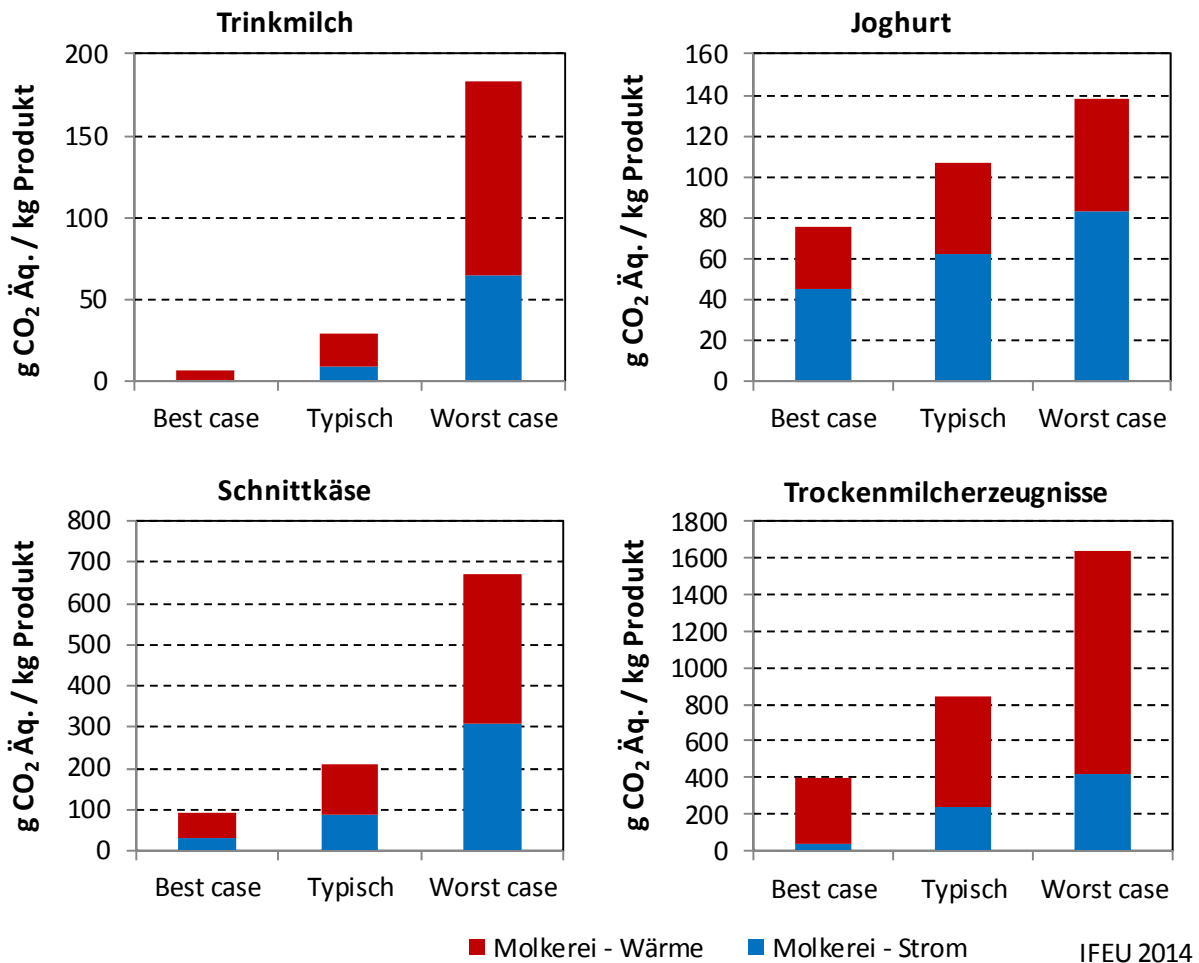 Trinkmilch
g CO₂ Äq. / kg Produkt
200
150
100
50
0
Best case Typisch Worst case
Joghurt
g CO₂ Äq. / kg Produkt
160
140
120
100
80
60
40
20
0
Best case Typisch Worst case
Schnittkäse
g CO₂ Äq. / kg Produkt
800
700
600
500
400
300
200
100
0
Best case Typisch Worst case
Trockenmilcherzeugnisse
g CO₂ Äq. / kg Produkt
1800
1600
1400
1200
1000
800
600
400
200
0
Best case Typisch Worst case
Molkerei - Wärme Molkerei - Strom
IFEU 2014